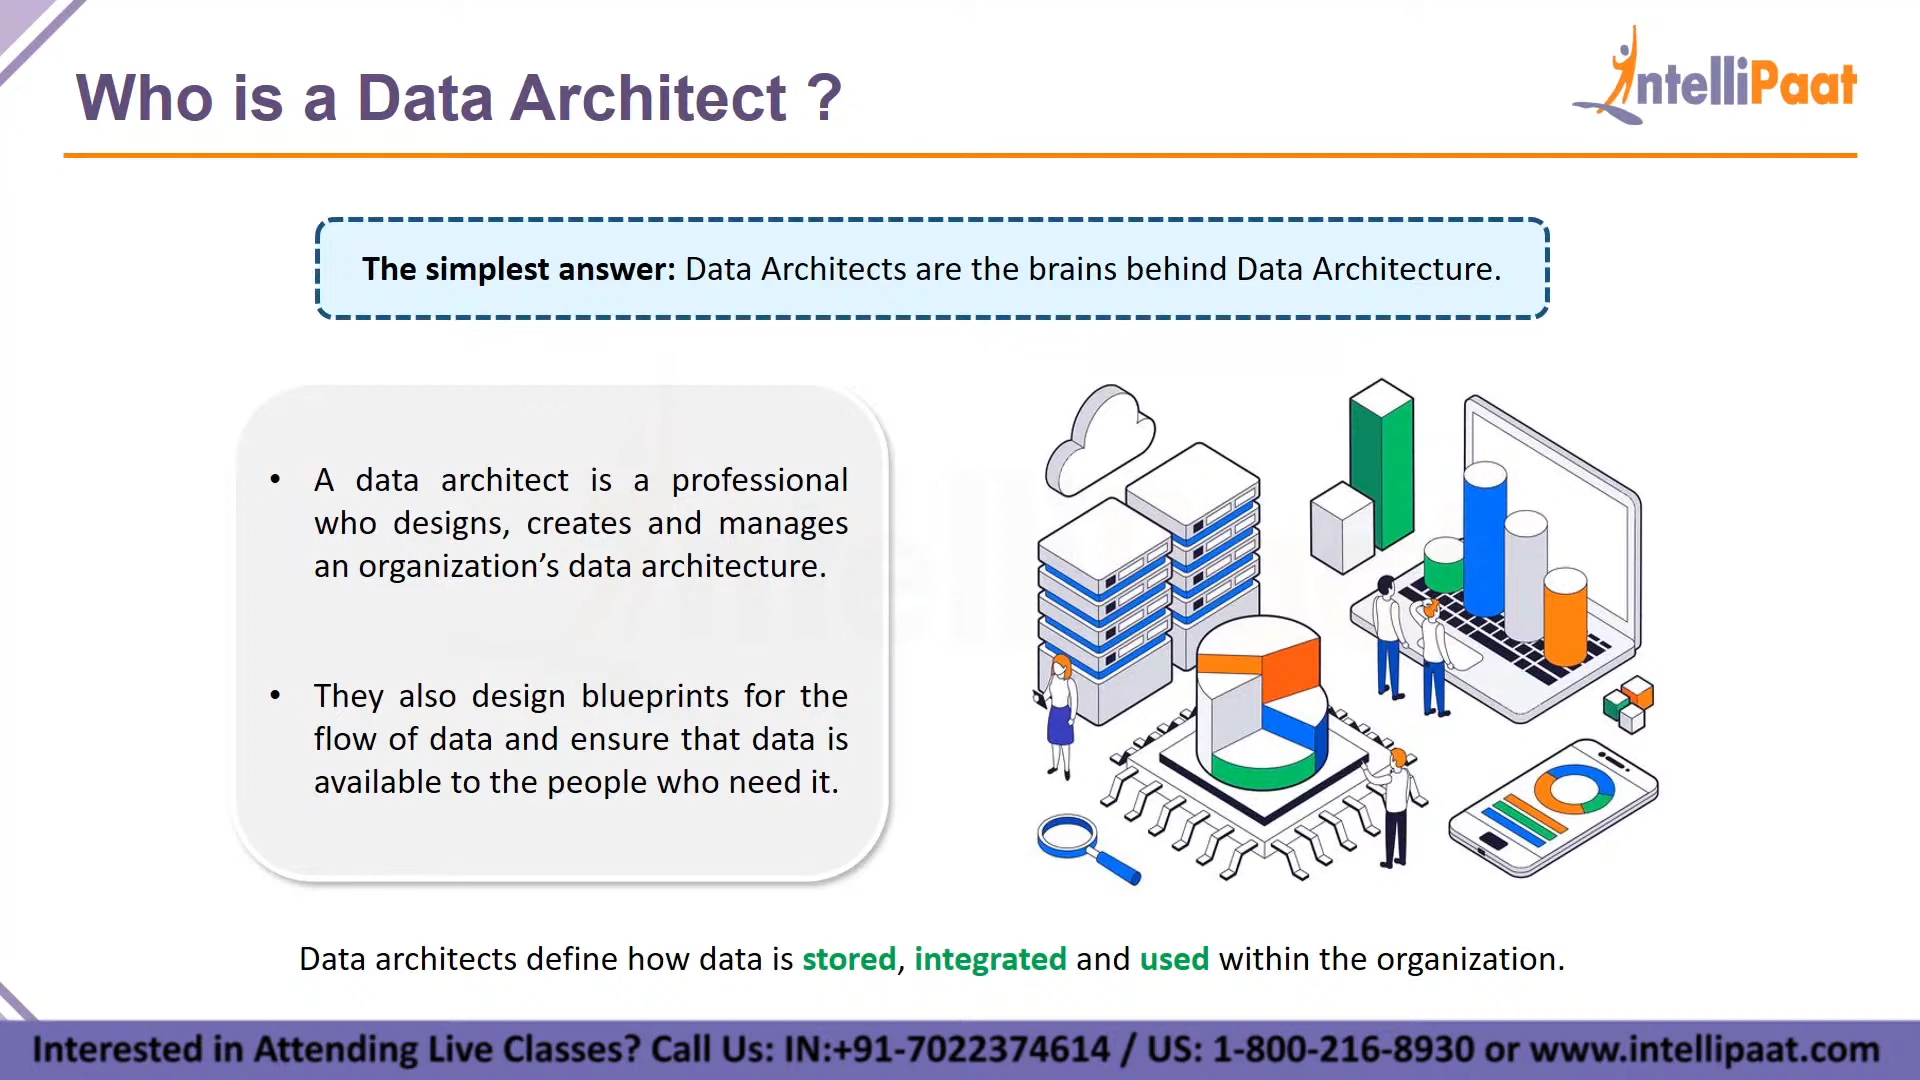 Who is a Data Architect ?
IntelliPaat
The simplest answer: Data Architects are the brains behind Data Architecture.
• A data architect is a professional
who designs, creates and manages
an organization’s data architecture.
• They also design blueprints for the
flow of data and ensure that data is
available to the people who need it.
Data architects define how data is stored, integrated and used within the organization.
Interested in Attending Live Classes? Call Us: IN:+91-7022374614 / US: 1-800-216-8930 or www.intellipaat.com